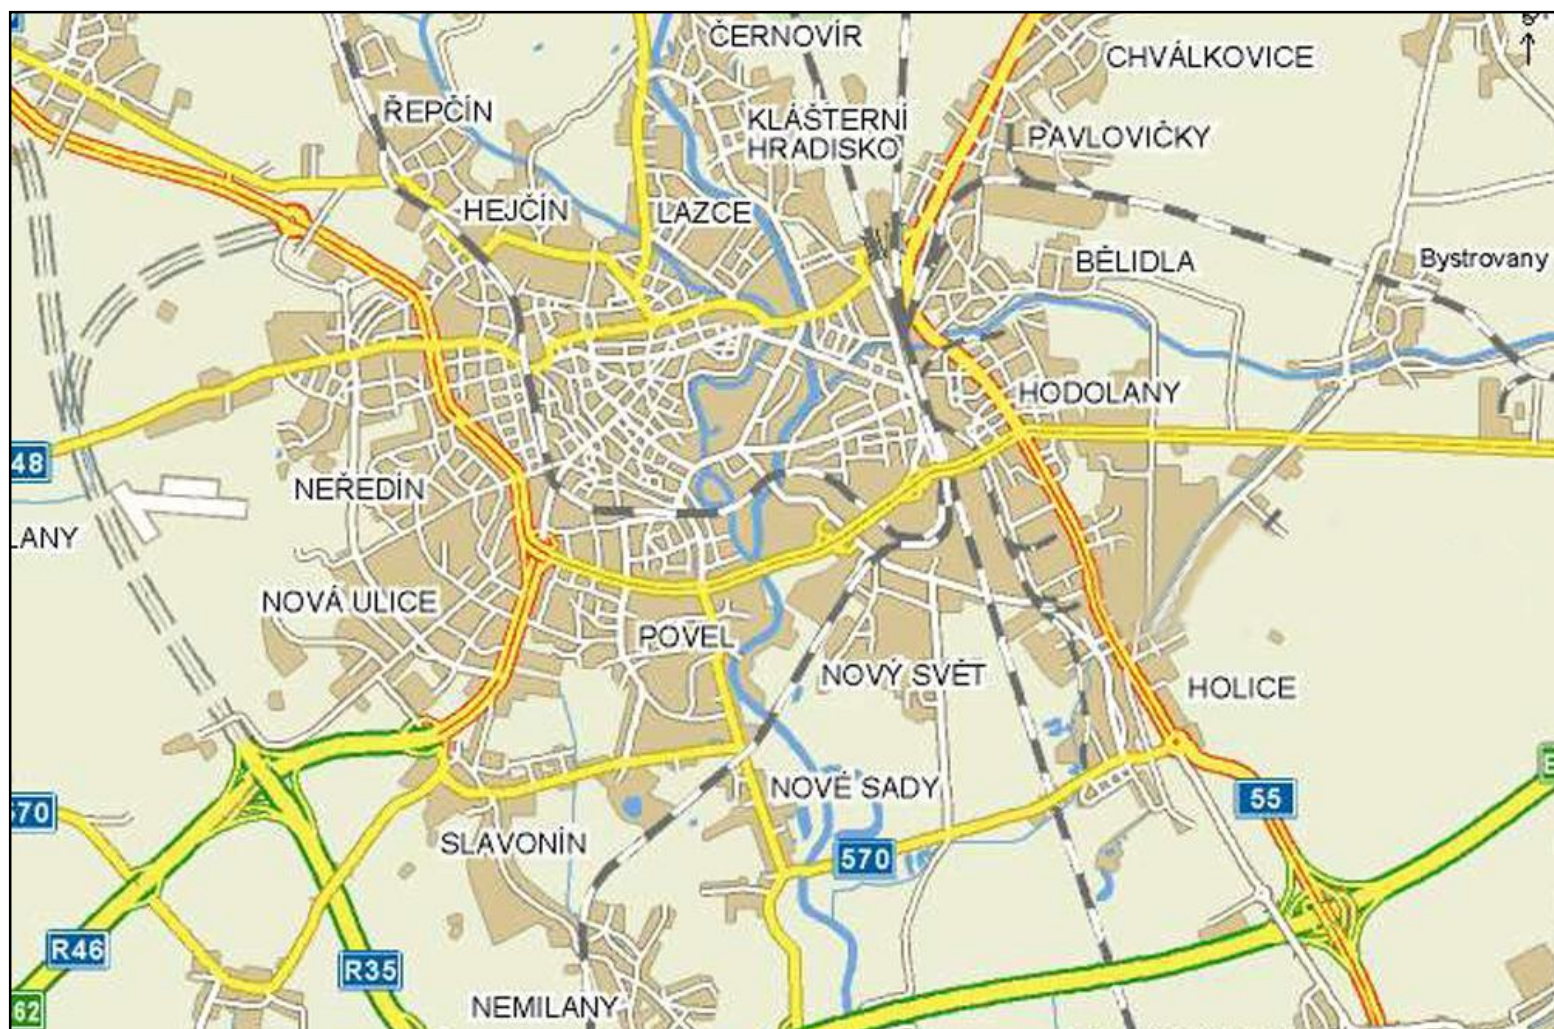 ČERNOVÍR
CHVÁLKOVICE
ŘEPČÍN
KLÁŠTERNÍ
HRADISKO
PAVLOVIČKY
HEJČÍN
LAZCE
BĚLIDLA
Bystrovany
HODOLANY
48
NEŘEDÍN
LANY
NOVÁ ULICE
POVEL
NOVÝ SVĚT
HOLICE
NOVÉ SADY
55
570
SLAVONÍN
570
R46
R35
62
NEMILANY